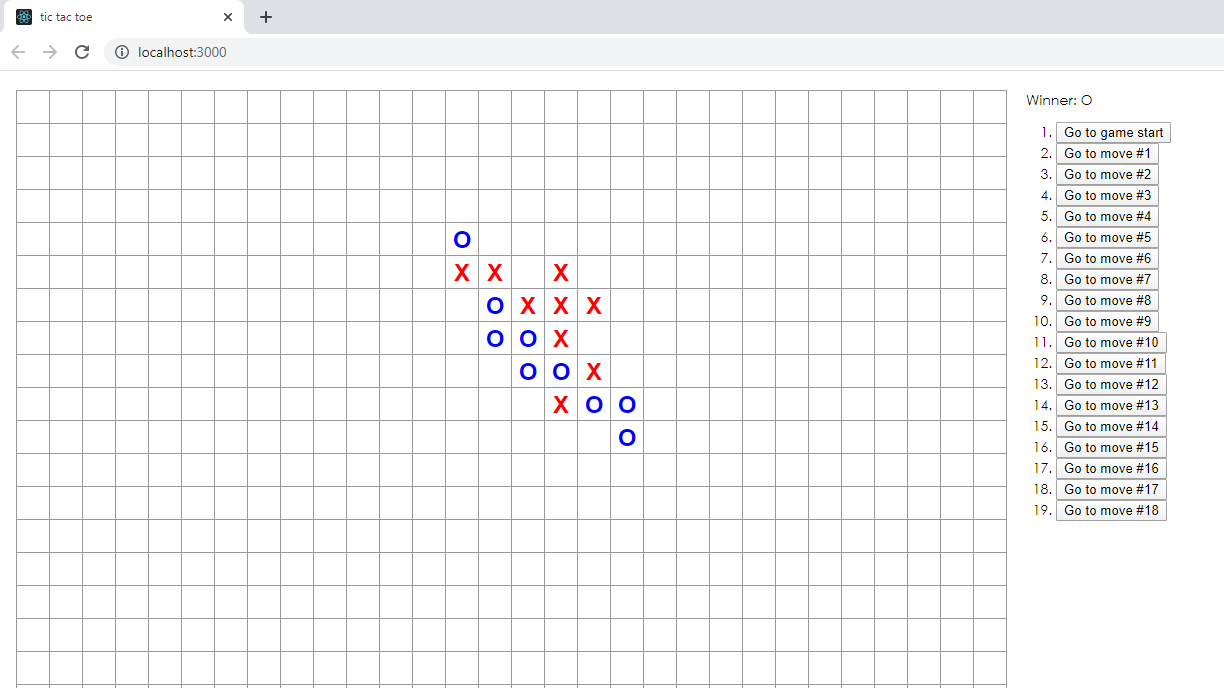 tic tac toe
localhost:3000
Winner: O
1. Go to game start
2. Go to move #1
3. Go to move #2
4. Go to move #3
5. Go to move #4
6. Go to move #5
7. Go to move #6
8. Go to move #7
9. Go to move #8
10. Go to move #9
11. Go to move #10
12. Go to move #11
13. Go to move #12
14. Go to move #13
15. Go to move #14
16. Go to move #15
17. Go to move #16
18. Go to move #17
19. Go to move #18
O
X X X
O X X X
O O X
O O X
X O O
O